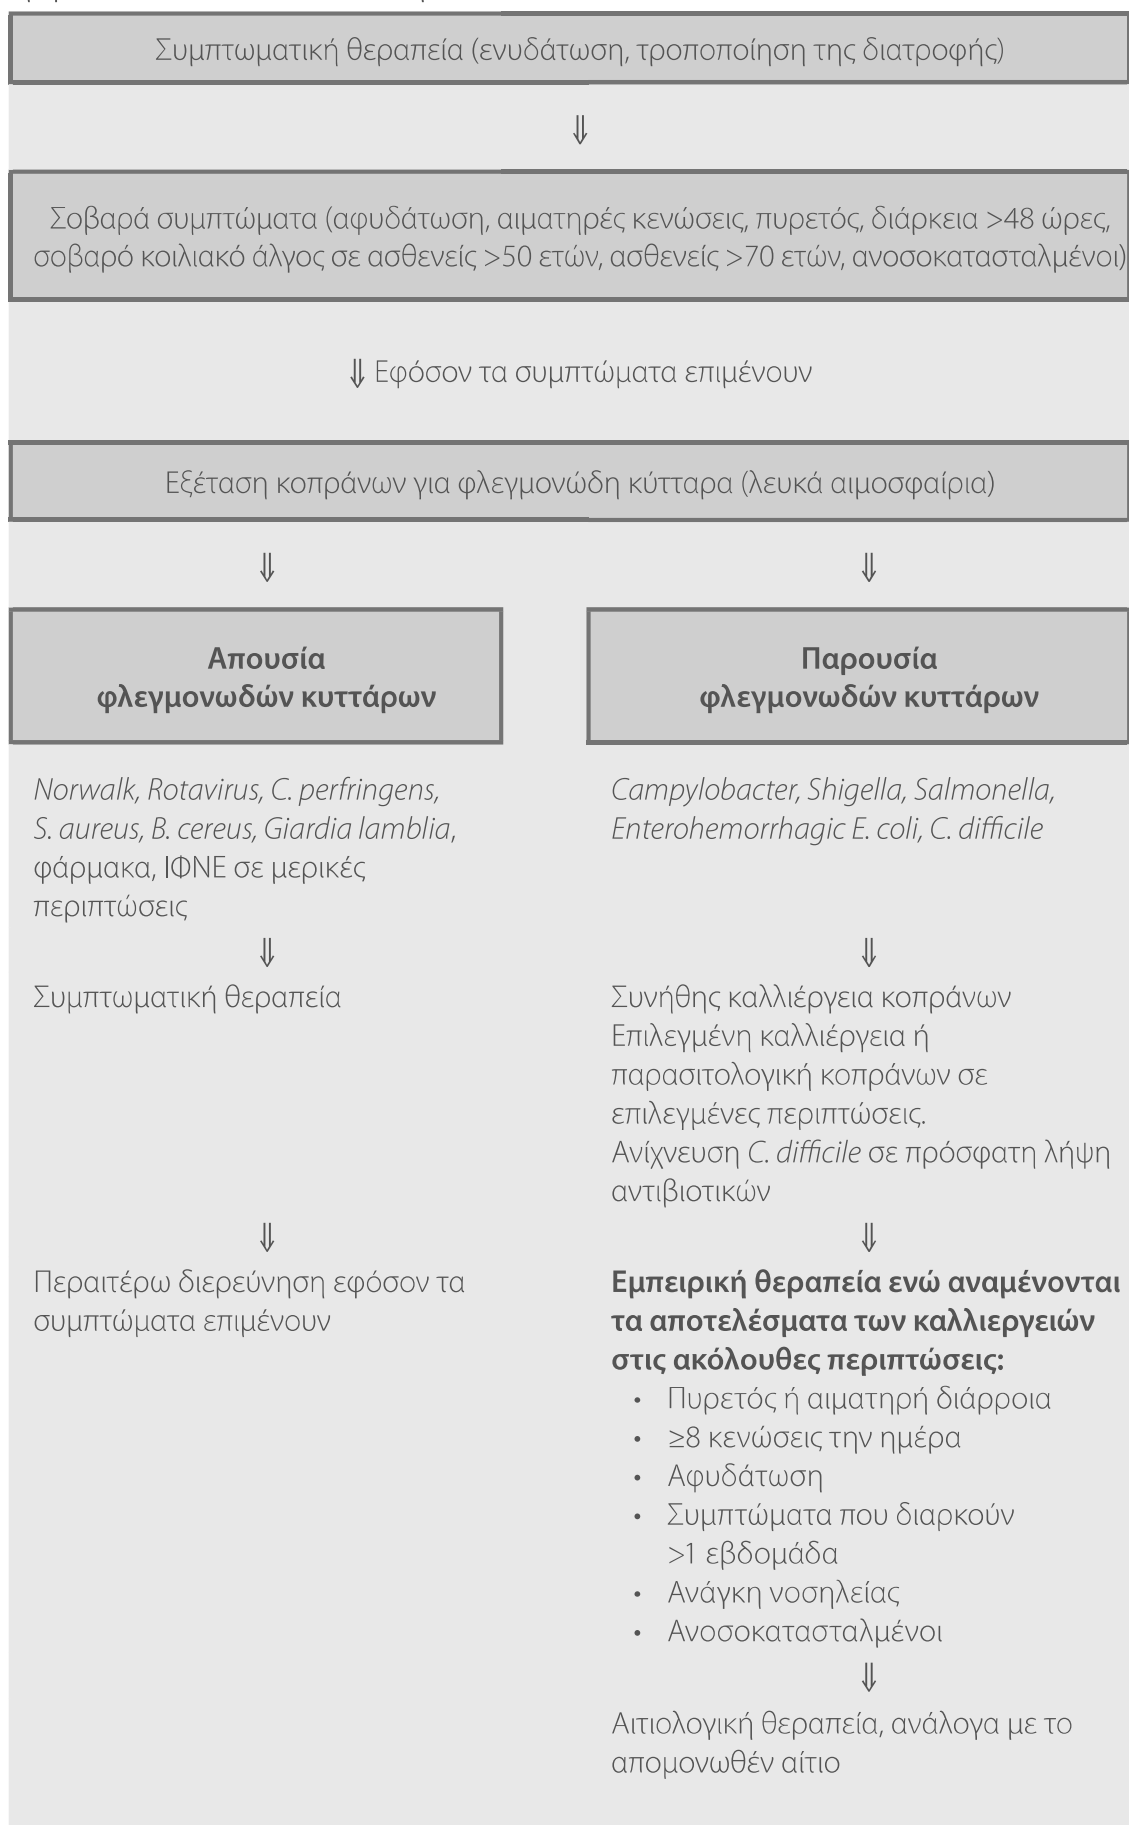 Συμπτωματική θεραπεία (ενυδάτωση, τροποποίηση της διατροφής)
⇓
Σοβαρά συμπτώματα (αφυδάτωση, αιματηρές κενώσεις, πυρετός, διάρκεια >48 ώρες,
σοβαρό κοιλιακό άλγος σε ασθενείς >50 ετών, ασθενείς >70 ετών, ανοσοκατασταλμένοι)
⇓ Εφόσον τα συμπτώματα επιμένουν
Εξέταση κοπράνων για φλεγμονώδη κύτταρα (λευκά αιμοσφαίρια)
⇓ ⇓
Απουσία
φλεγμονωδών κυττάρων
Norwalk, Rotavirus, C. perfringens,
S. aureus, B. cereus, Giardia lamblia,
φάρμακα, ΙΦΝΕ σε μερικές
περιπτώσεις
⇓
Συμπτωματική θεραπεία
⇓
Περαιτέρω διερεύνηση εφόσον τα
συμπτώματα επιμένουν
Παρουσία
φλεγμονωδών κυττάρων
Campylobacter, Shigella, Salmonella,
Enterohemorrhagic E. coli, C. difficile
⇓
Συνήθης καλλιέργεια κοπράνων
Επιλεγμένη καλλιέργεια ή
παρασιτολογική κοπράνων σε
επιλεγμένες περιπτώσεις.
Ανίχνευση C. difficile σε πρόσφατη λήψη
αντιβιοτικών
⇓
Εμπειρική θεραπεία ενώ αναμένονται
τα αποτελέσματα των καλλιεργειών
στις ακόλουθες περιπτώσεις:
• Πυρετός ή αιματηρή διάρροια
• ≥8 κενώσεις την ημέρα
• Αφυδάτωση
• Συμπτώματα που διαρκούν
>1 εβδομάδα
• Ανάγκη νοσηλείας
• Ανοσοκατασταλμένοι
⇓
Αιτιολογική θεραπεία, ανάλογα με το
απομονωθέν αίτιο